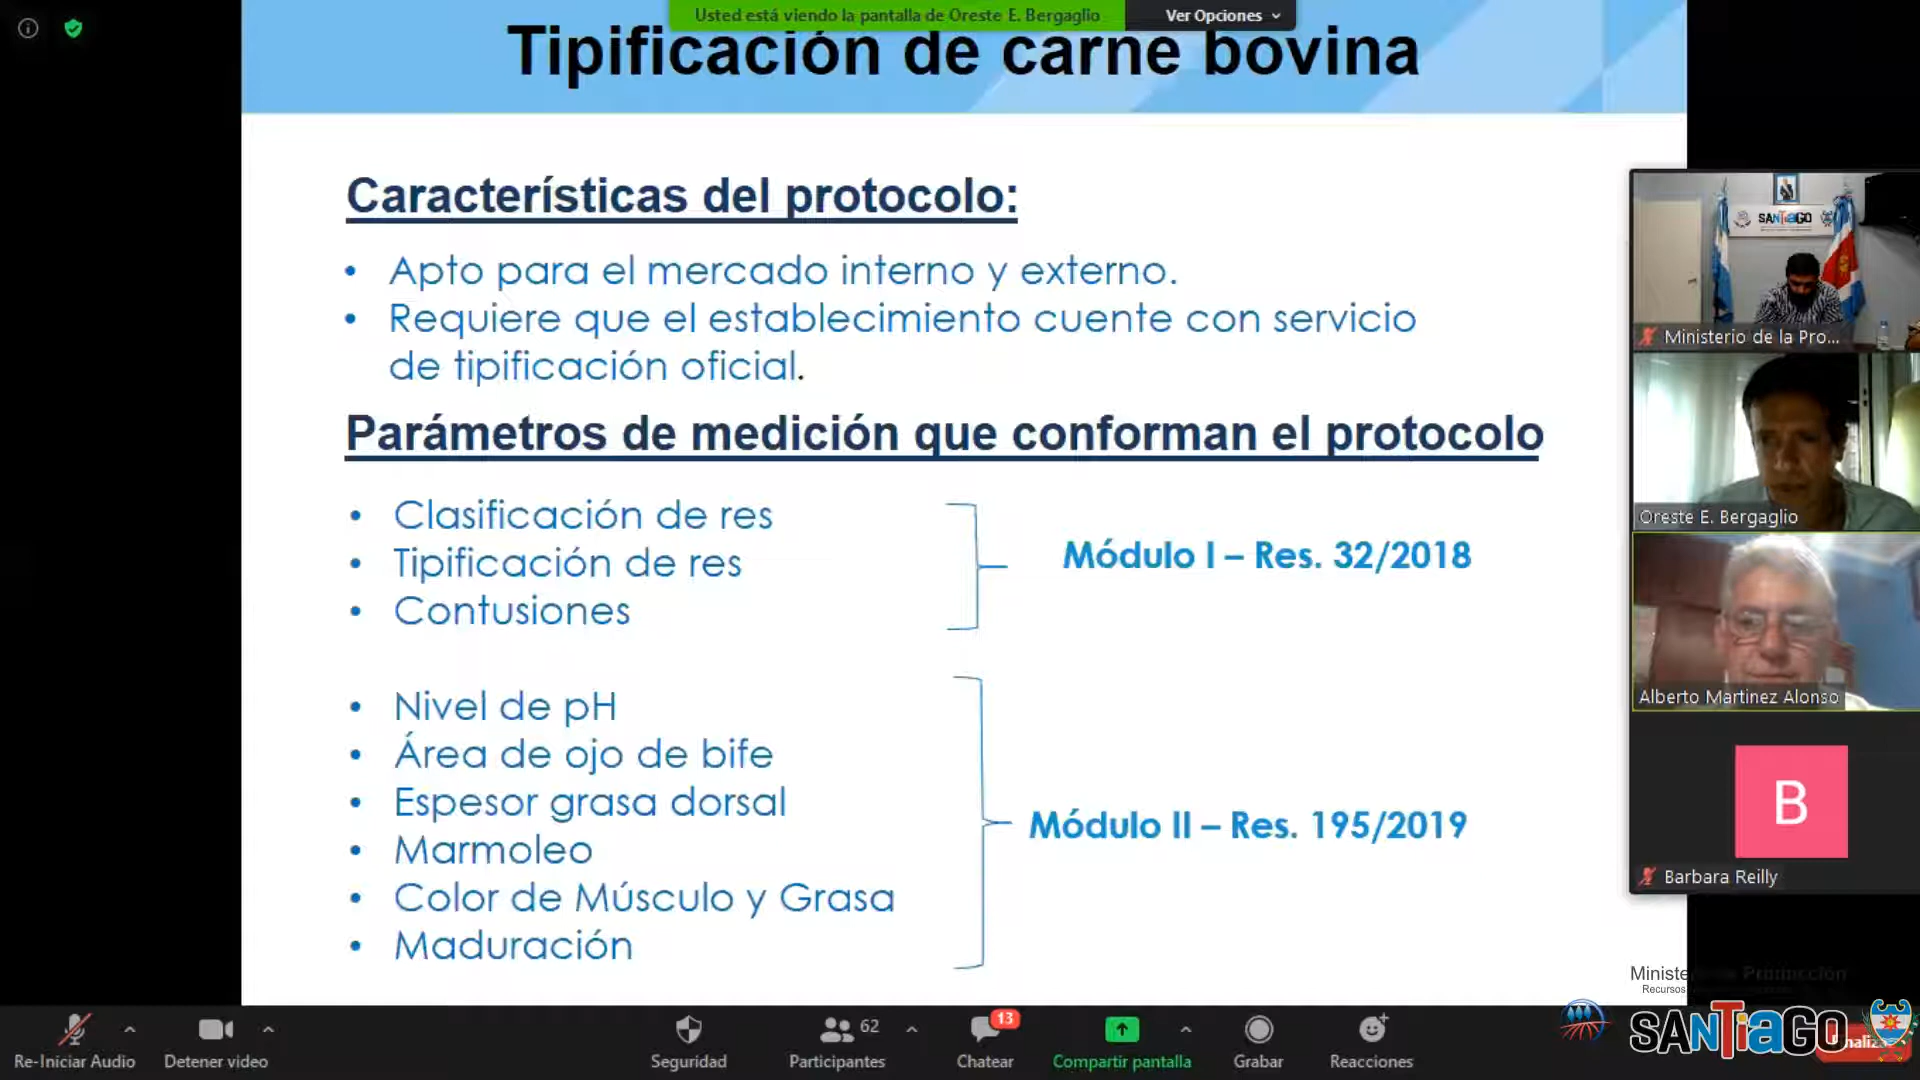 Usted está viendo la pantalla de Oreste E. Bergaglio
Ver Opciones
Tipificación de carne bovina
Características del protocolo:
• Apto para el mercado interno y externo.
• Requiere que el establecimiento cuente con servicio
de tipificación oficial.
Parámetros de medición que conforman el protocolo
• Clasificación de res
• Tipificación de res
• Contusiones
Módulo I – Res. 32/2018
• Nivel de pH
• Área de ojo de bife
• Espesor grasa dorsal
• Marmoleo
• Color de Músculo y Grasa
• Maduración
Módulo II – Res. 195/2019
SANTiAGO
Ministerio de la Pro...
Oreste E. Bergaglio
Alberto Martinez Alonso
B
Barbara Reilly
Producción
Recursos
SANTiAGO
Re-Iniciar Audio
Detener video
Seguridad
62
Participantes
13
Chatear
Compartir pantalla
Grabar
Reacciones